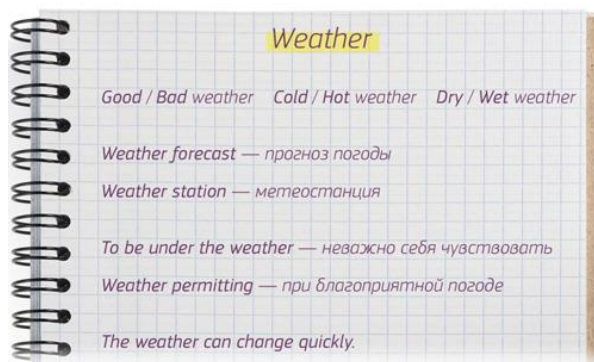 Weather
Good / Bad weather Cold / Hot weather Dry / Wet weather
Weather forecast — прогноз погоды
Weather station — метеостанция
To be under the weather — неважно себя чувствовать
Weather permitting — при благоприятной погоде
The weather can change quickly.